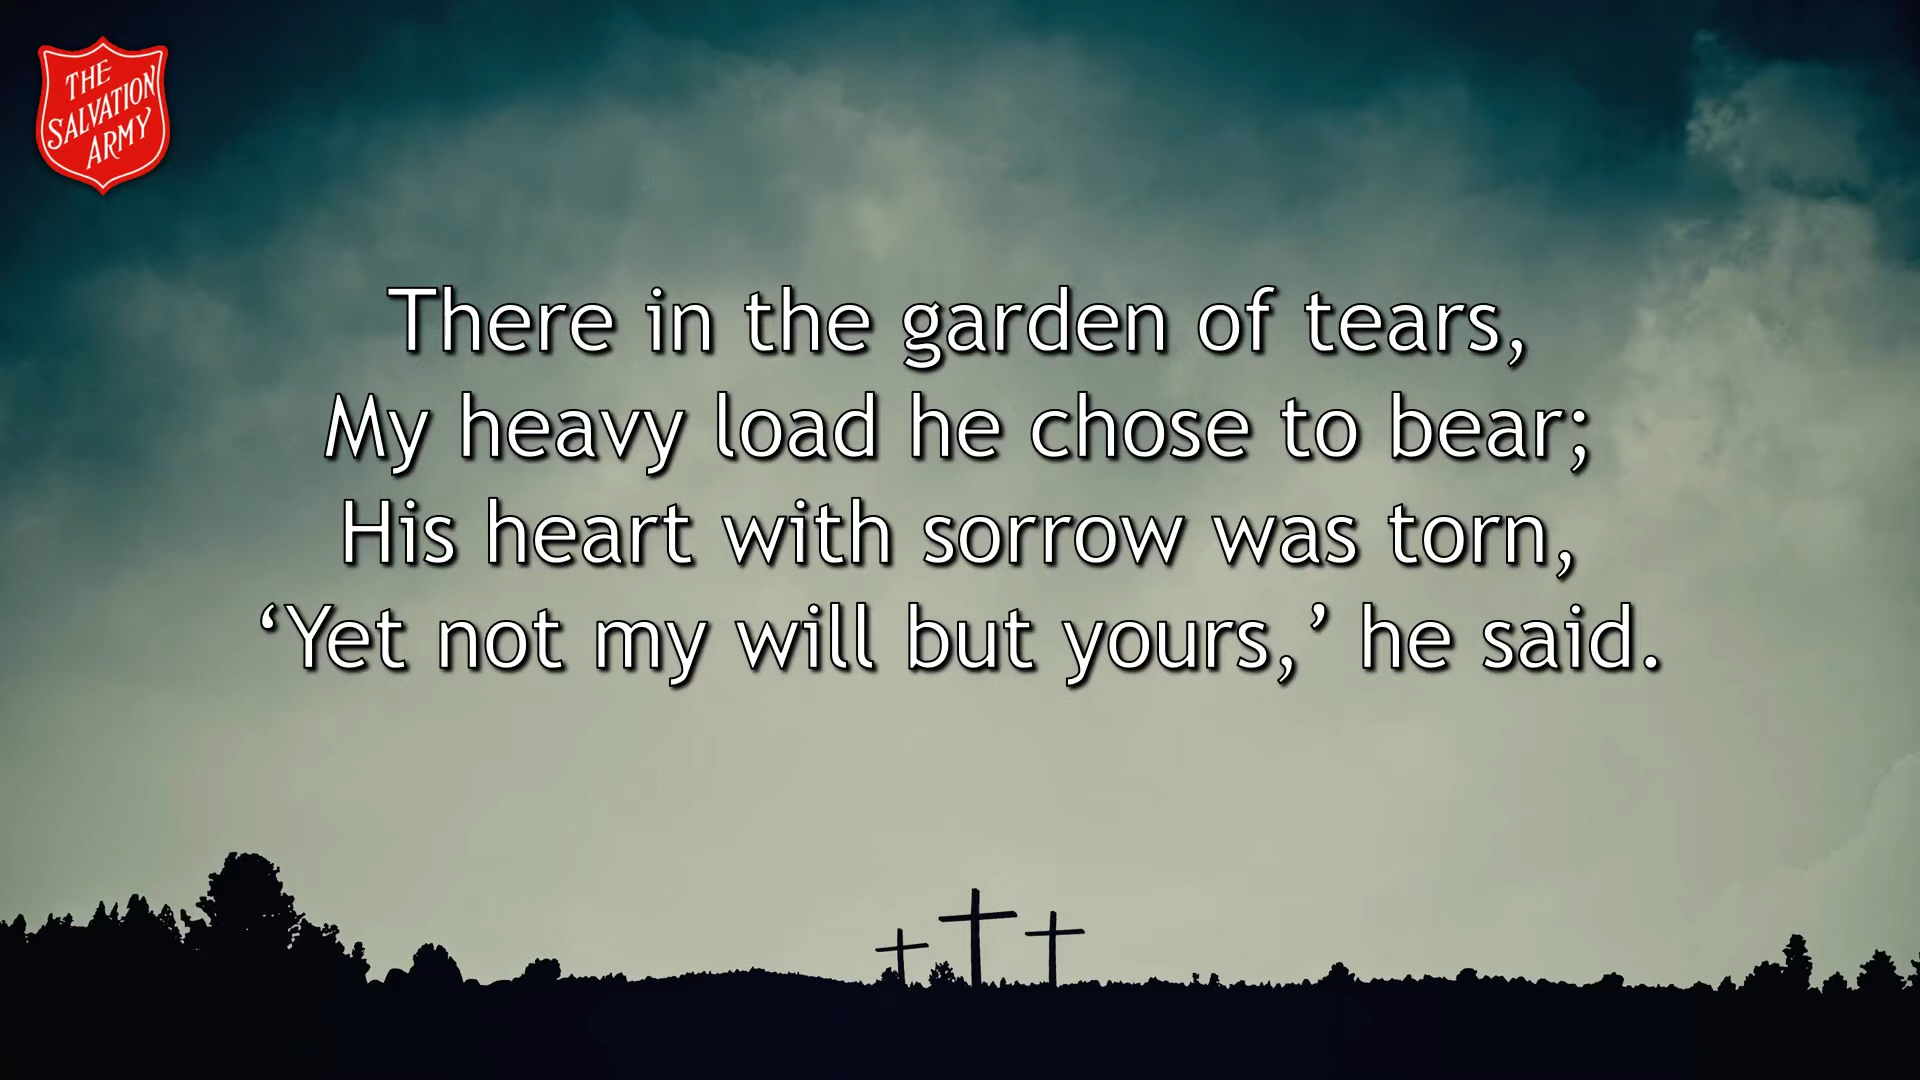 THE
SALVATION
ARMY
There in the garden of tears,
My heavy load he chose to bear;
His heart with sorrow was torn,
‘Yet not my will but yours,’ he said.